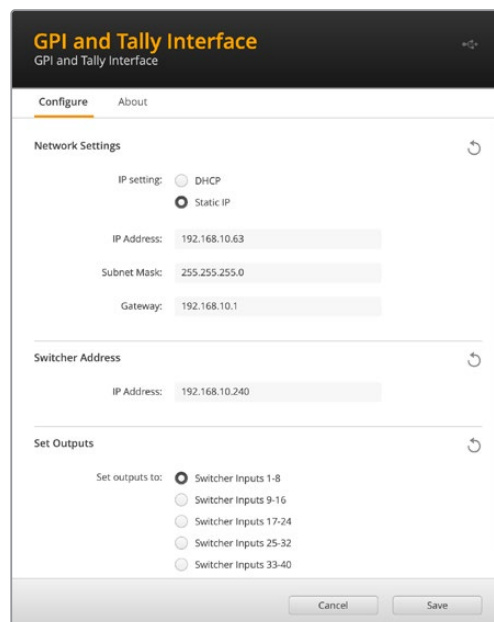 GPI and Tally Interface
GPI and Tally Interface
Configure About
Network Settings
IP setting: DHCP
Static IP
IP Address: 192.168.10.63
Subnet Mask: 255.255.255.0
Gateway: 192.168.10.1
Switcher Address
IP Address: 192.168.10.240
Set Outputs
Set outputs to: Switcher Inputs 1-8
Switcher Inputs 9-16
Switcher Inputs 17-24
Switcher Inputs 25-32
Switcher Inputs 33-40
Cancel Save